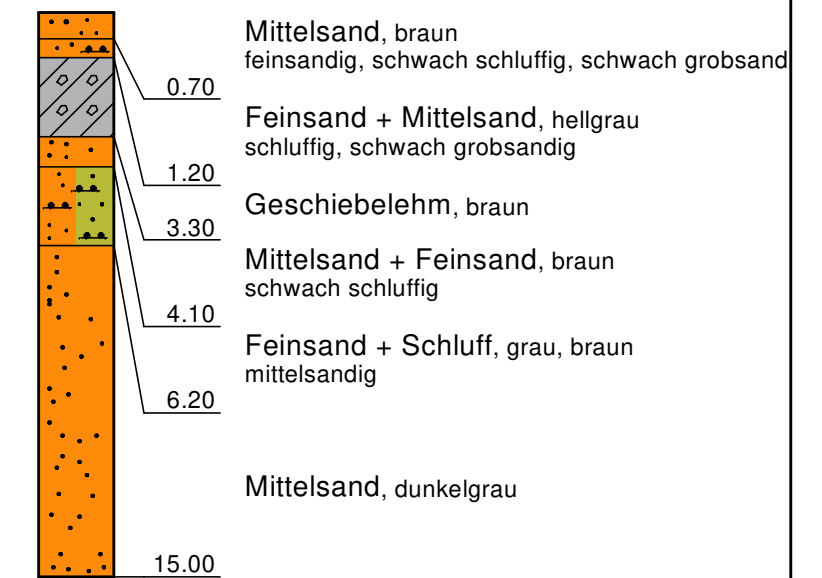 Mittelsand, braun
feinsandig, schwach schluffig, schwach grobsand
0.70
Feinsand + Mittelsand, hellgrau
schluffig, schwach grobsandig
1.20
Geschiebelehm, braun
3.30
Mittelsand + Feinsand, braun
schwach schluffig
4.10
Feinsand + Schluff, grau, braun
mittelsandig
6.20
Mittelsand, dunkelgrau
15.00